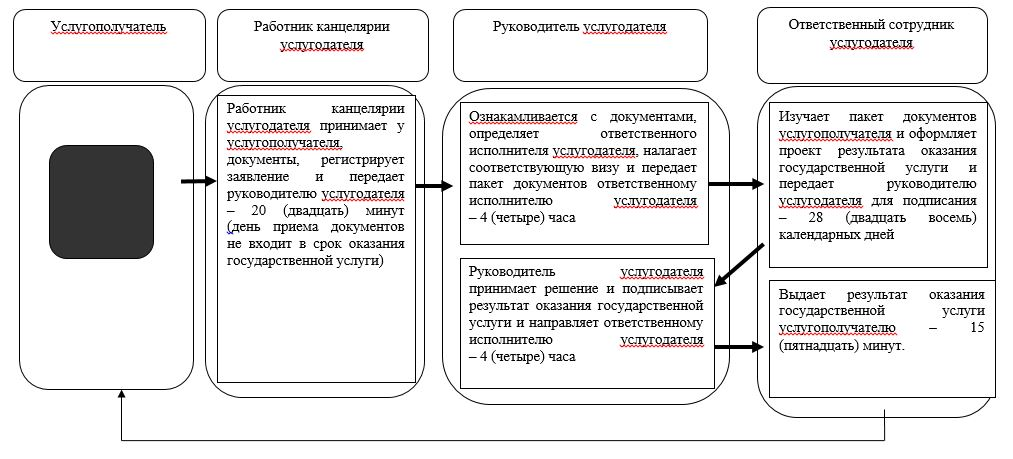 Услугополучатель
Работник канцелярии
услугодателя
Руководитель услугодателя
Ответственный сотрудник
услугодателя
Работник канцелярии
услугодателя принимает у
услугополучателя,
документы, регистрирует
заявление и передает
руководителю услугодателя
– 20 (двадцать) минут
(день приема документов
не входит в срок оказания
государственной услуги)
Ознакамливается с документами,
определяет ответственного
исполнителя услугодателя, налагает
соответствующую визу и передает
пакет документов ответственному
исполнителю услугодателя
– 4 (четыре) часа
Изучает пакет документов
услугополучателя и оформляет
проект результата оказания
государственной услуги и
передает руководителю
услугодателя для подписания
– 28 (двадцать восемь)
календарных дней
Руководитель услугодателя
принимает решение и подписывает
результат оказания государственной
услуги и направляет ответственному
исполнителю услугодателя
– 4 (четыре) часа
Выдает результат оказания
государственной услуги
услугополучателю – 15
(пятнадцать) минут.